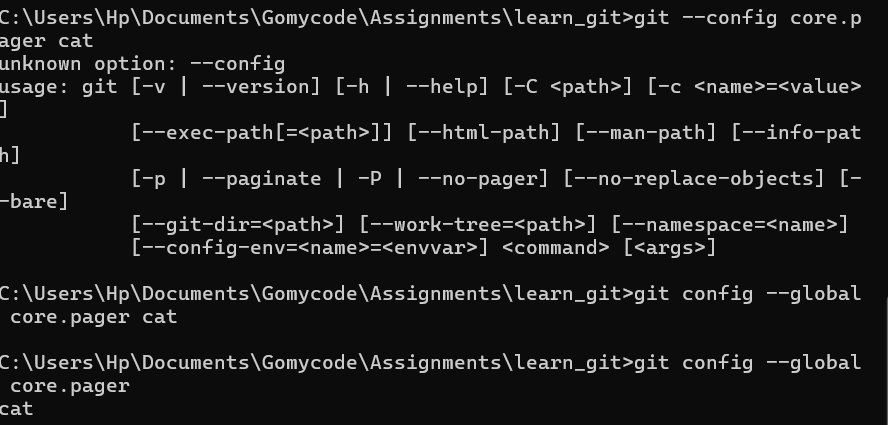 C:\Users\Hp\Documents\Gomycode\Assignments\learn_git>git --config core.p
ager cat
unknown option: --config
usage: git [-v | --version] [-h | --help] [-C <path>] [-c <name>=<value>
]
           [--exec-path[=<path>]] [--html-path] [--man-path] [--info-pat
h]
           [-p | --paginate | -P | --no-pager] [--no-replace-objects] [-
-bare]
           [--git-dir=<path>] [--work-tree=<path>] [--namespace=<name>]
           [--config-env=<name>=<envvar>] <command> [<args>]
C:\Users\Hp\Documents\Gomycode\Assignments\learn_git>git config --global
 core.pager cat
C:\Users\Hp\Documents\Gomycode\Assignments\learn_git>git config --global
 core.pager
cat